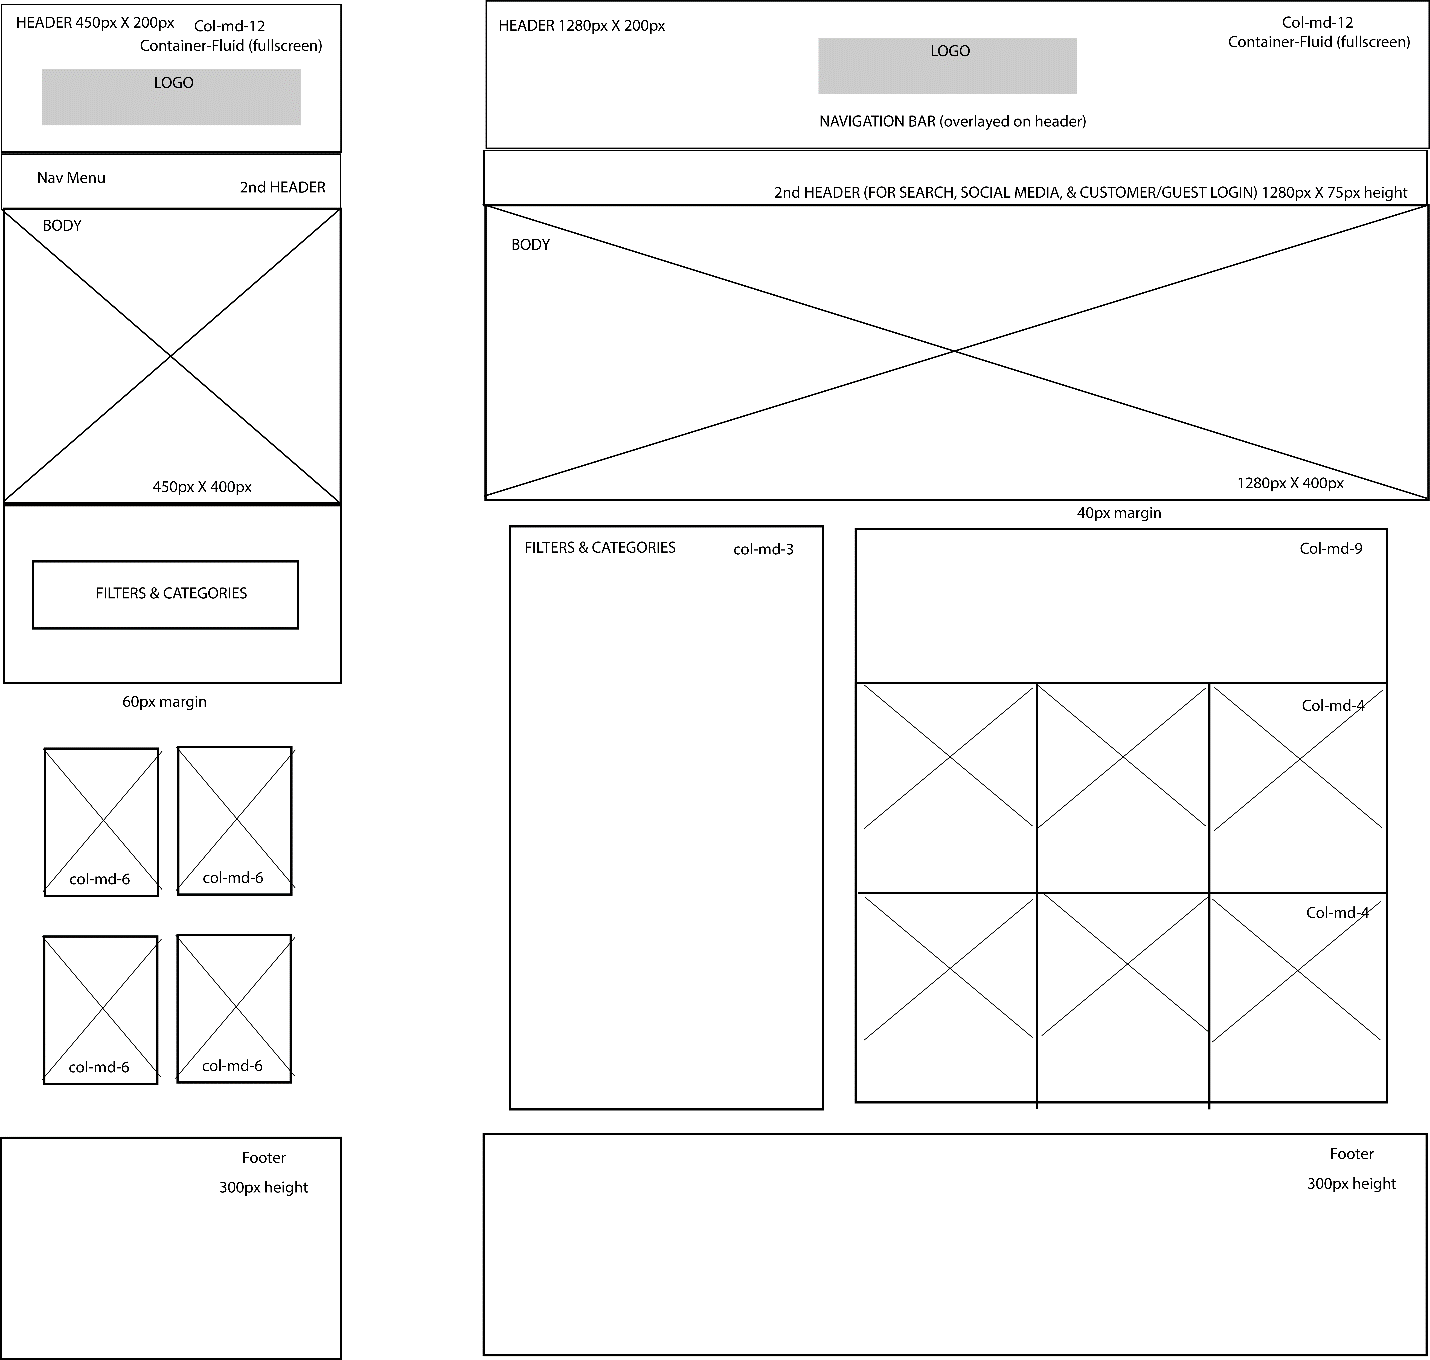 HEADER 450px X 200px
Col-md-12
Container-Fluid (fullscreen)
LOGO
Nav Menu
2nd HEADER
BODY
450px X 400px
FILTERS & CATEGORIES
60px margin
col-md-6
col-md-6
col-md-6
col-md-6
Footer
300px height
HEADER 1280px X 200px
Col-md-12
Container-Fluid (fullscreen)
LOGO
NAVIGATION BAR (overlayed on header)
2nd HEADER (FOR SEARCH, SOCIAL MEDIA, & CUSTOMER/GUEST LOGIN) 1280px X 75px height
BODY
1280px X 400px
40px margin
FILTERS & CATEGORIES
col-md-3
Col-md-9
Col-md-4
Col-md-4
Footer
300px height